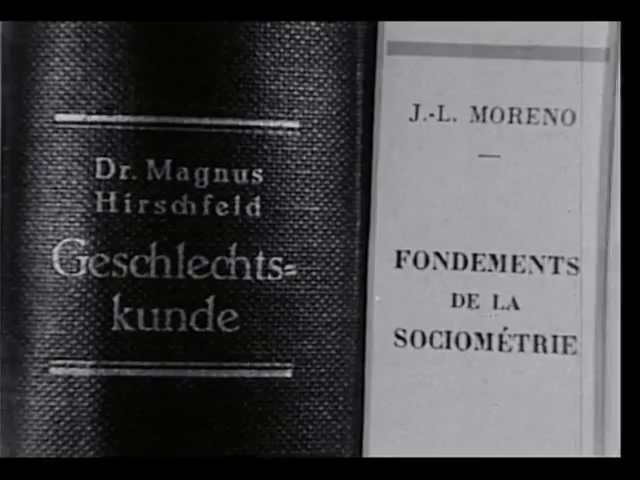 Dr. Magnus
Hirschfeld
Geschlechts=
kunde
J.-L. MORENO
FONDEMENTS
DE LA
SOCIOMÉTRIE